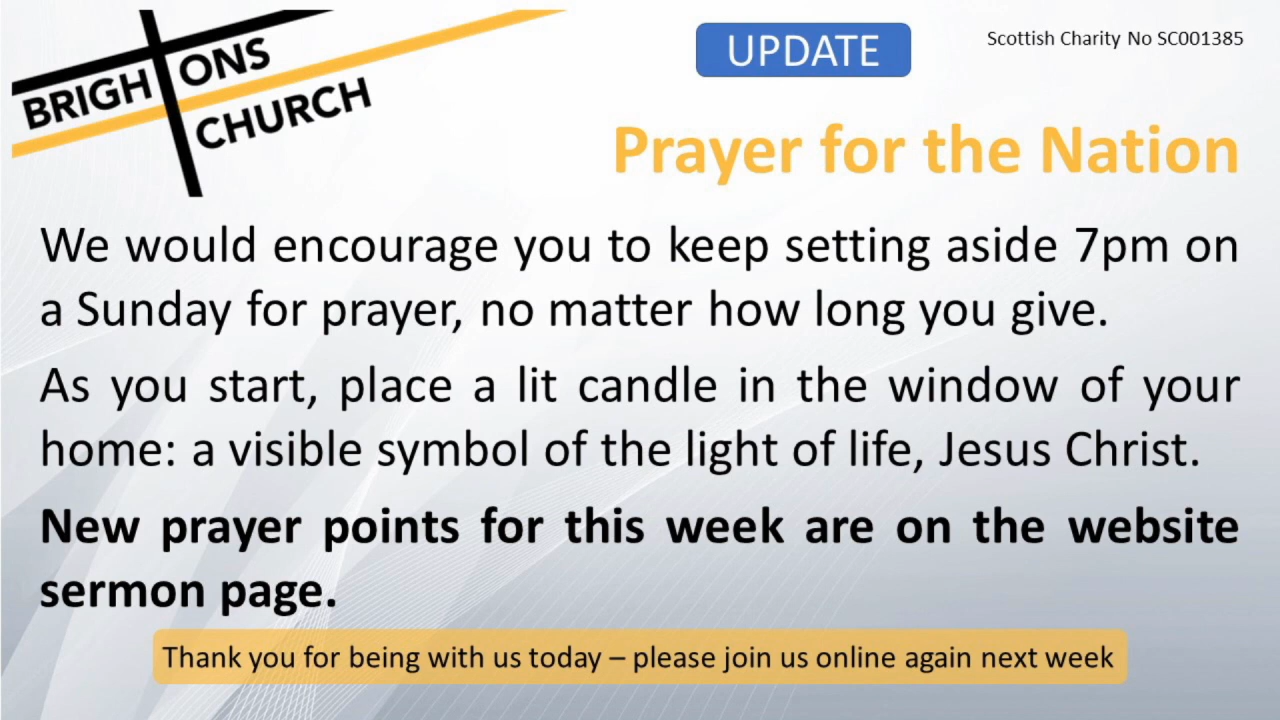 BRIGHTONS
CHURCH
UPDATE
Scottish Charity No SC001385
Prayer for the Nation
We would encourage you to keep setting aside 7pm on
a Sunday for prayer, no matter how long you give.
As you start, place a lit candle in the window of your
home: a visible symbol of the light of life, Jesus Christ.
New prayer points for this week are on the website
sermon page.
Thank you for being with us today – please join us online again next week